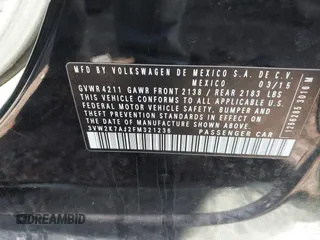 MFD BY VOLKSWAGEN DE MEXICO S.A. DE C.V.
MEXICO 03/15
GVWR 4211 GAWR FRONT 2138 / REAR 2183 LBS
THIS VEHICLE CONFORMS TO ALL APPLICABLE U.S.
FEDERAL MOTOR VEHICLE SAFETY, BUMPER AND
THEFT PREVENTION STANDARDS IN EFFECT ON THE
DATE OF MANUFACTURE SHOWN ABOVE.
3VW2K7AJ2FM321236 PASSENGER CAR
DREAMBID